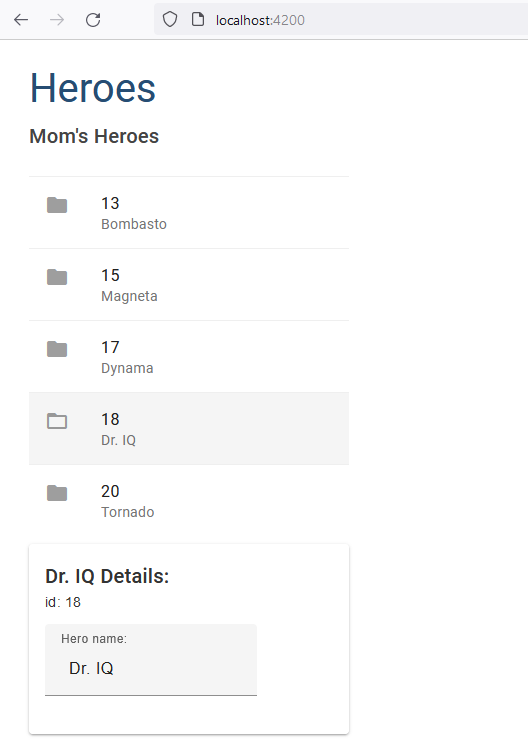 localhost:4200
Heroes
Mom's Heroes
13
Bombasto
15
Magneta
17
Dynama
18
Dr. IQ
20
Tornado
Dr. IQ Details:
id: 18
Hero name:
Dr. IQ